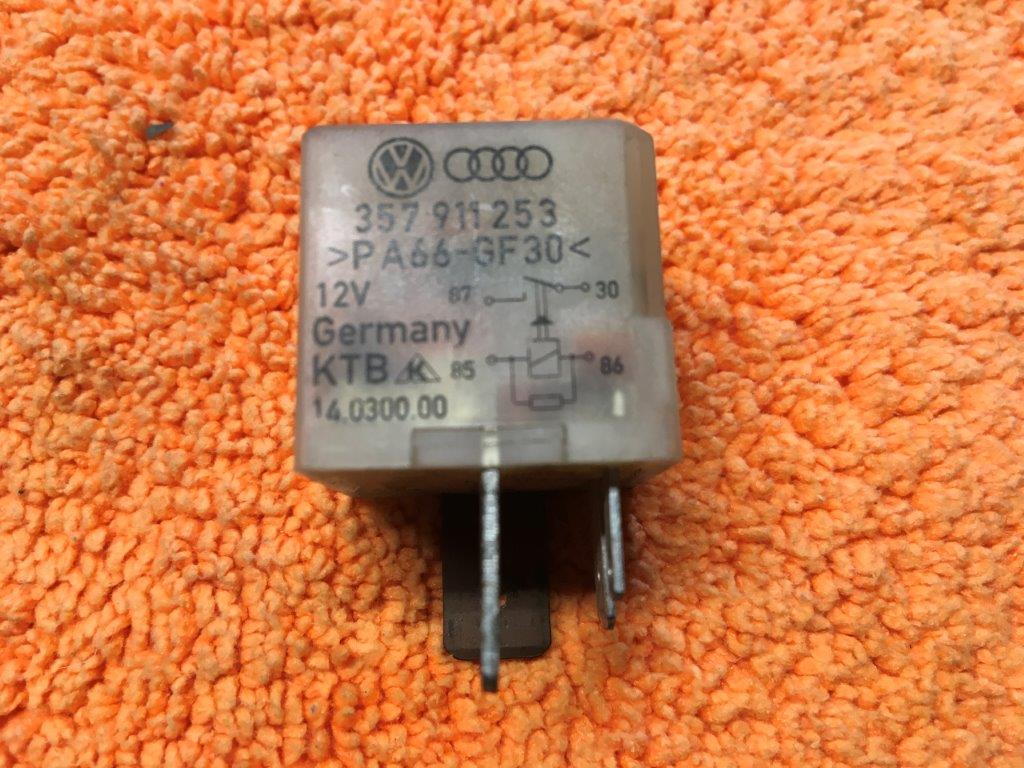 357 911 253
>PA66-GF30<
12V 87 30
Germany
KTB 85 86
14.0300.00